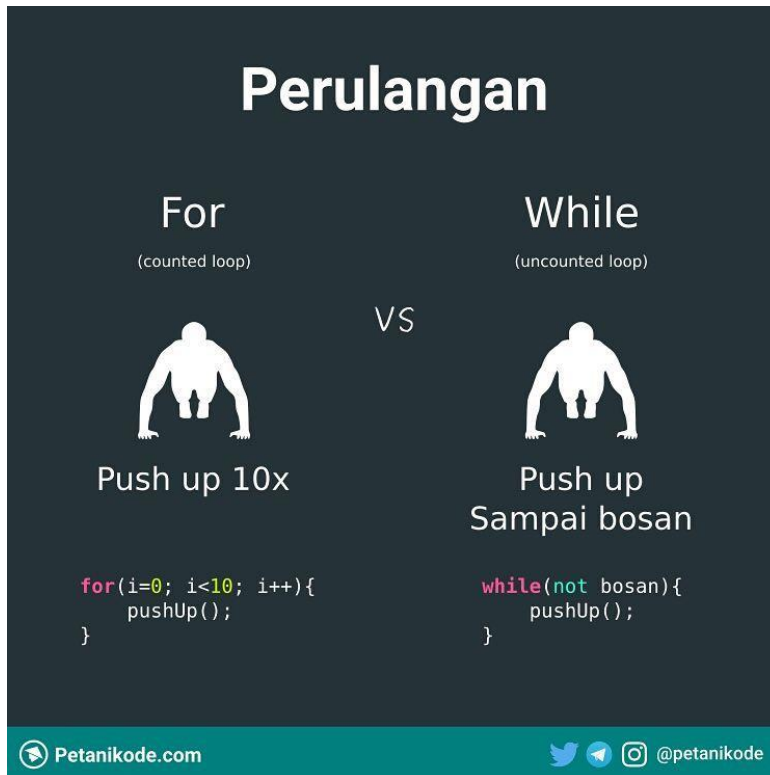 Perulangan
For
(counted loop)
VS
While
(uncounted loop)
Push up 10x
for(i=0; i<10; i++){
    pushUp();
}
Push up
Sampai bosan
while(not bosan){
    pushUp();
}
Petanikode.com
@petanikode